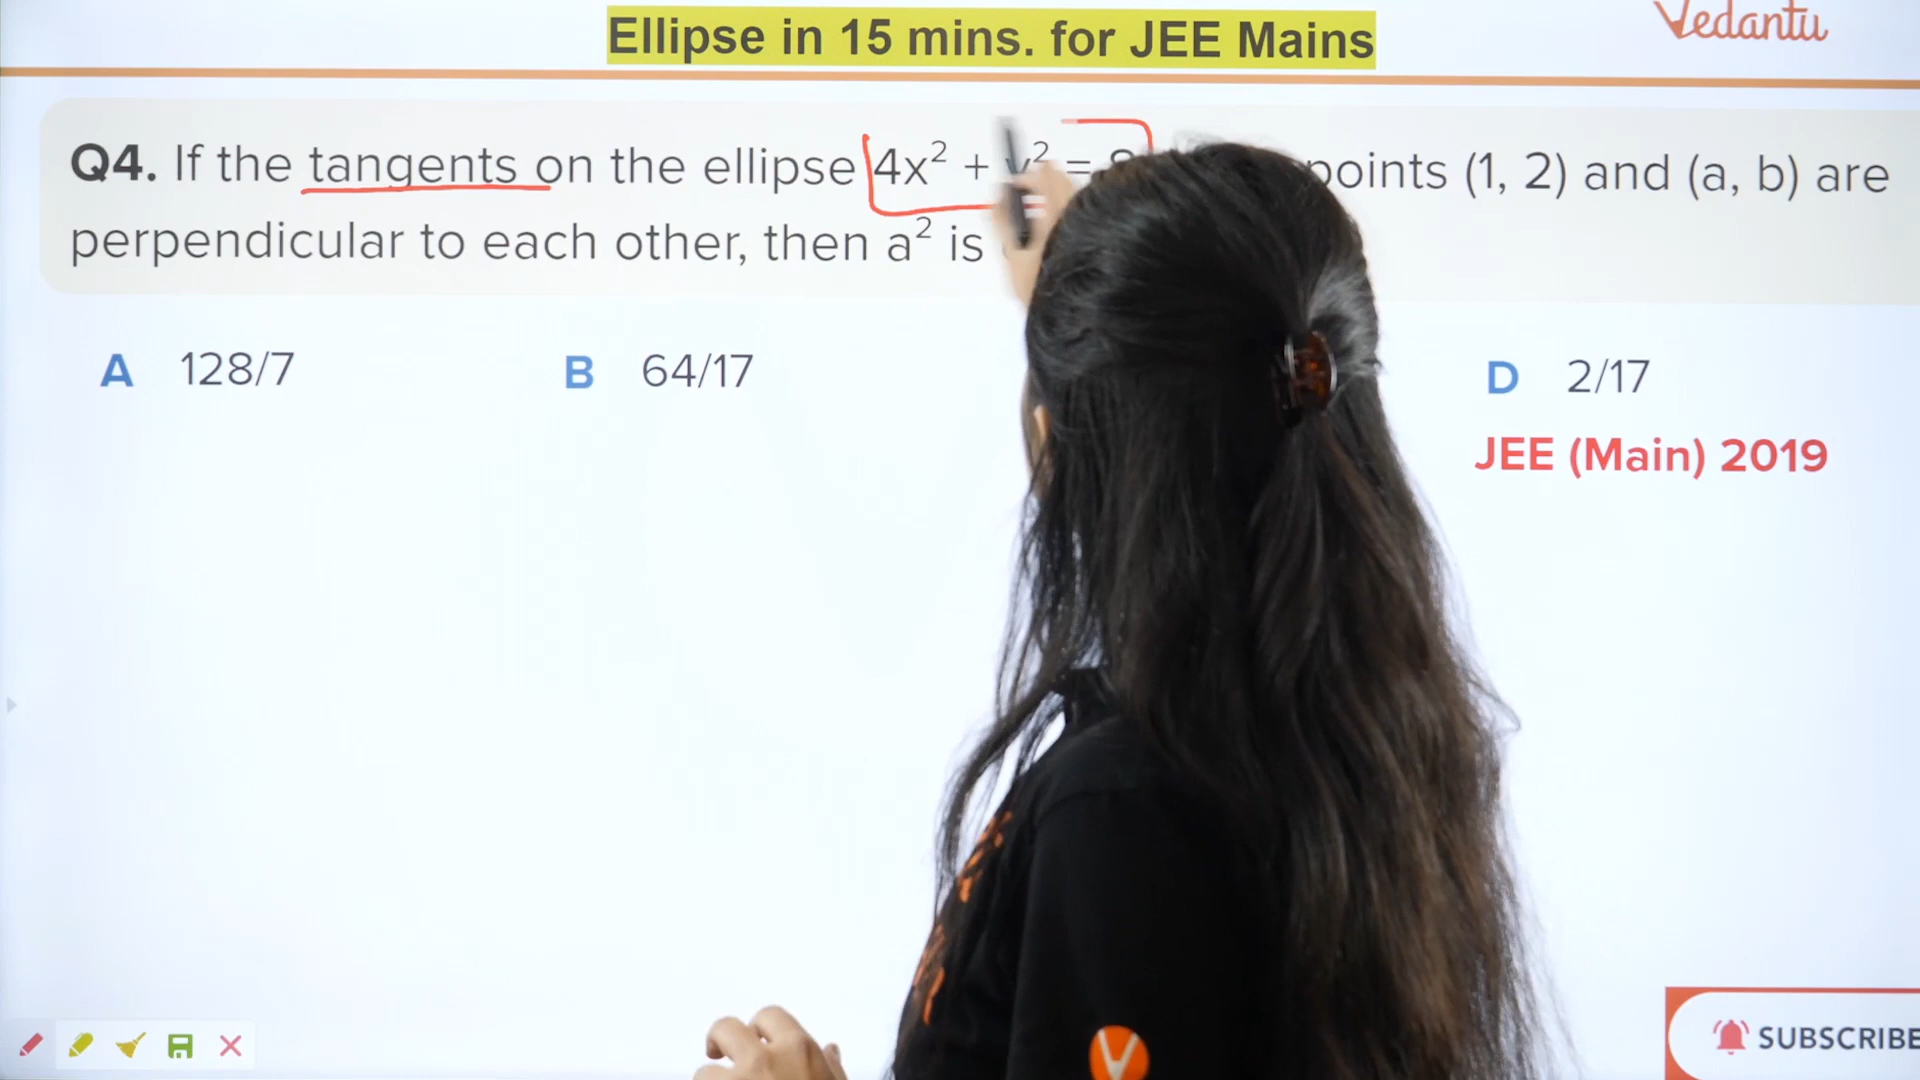 Ellipse in 15 mins. for JEE Mains
Vedantu
Q4. If the tangents on the ellipse 4x² + y² = 8 points (1, 2) and (a, b) are
perpendicular to each other, then a² is
A 128/7
B 64/17
D 2/17
JEE (Main) 2019
SUBSCRIBE